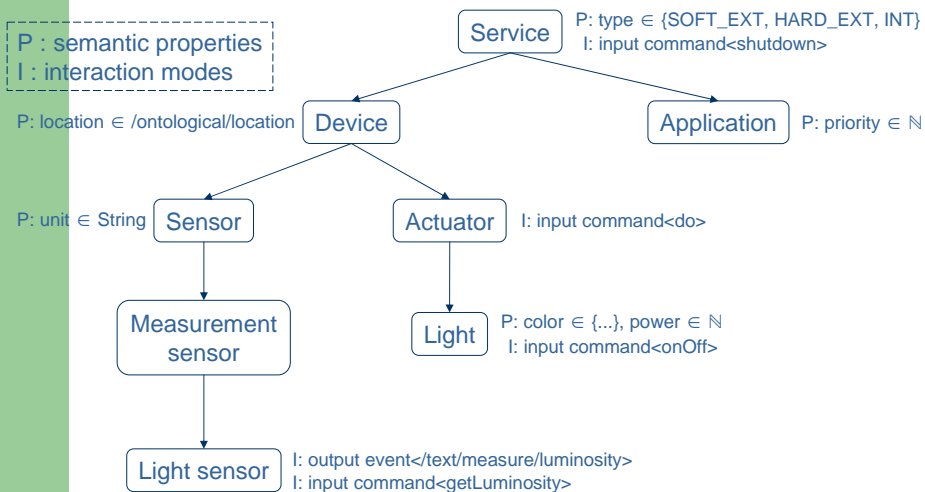 P : semantic properties
I : interaction modes
Service
P: type ∈ {SOFT_EXT, HARD_EXT, INT}
I: input command<shutdown>
P: location ∈ /ontological/location
Device
Application
P: priority ∈ ℕ
P: unit ∈ String
Sensor
Actuator
I: input command<do>
Measurement
sensor
Light
P: color ∈ {...}, power ∈ ℕ
I: input command<onOff>
Light sensor
I: output event</text/measure/luminosity>
I: input command<getLuminosity>